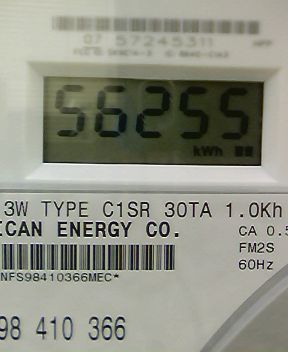 07 57245311
56255
kWh
3W TYPE C1SR 30TA 1.0Kh
ICAN ENERGY CO.
CA 0.5
FM2S
NFS98410366MEC*
60Hz
98 410 366